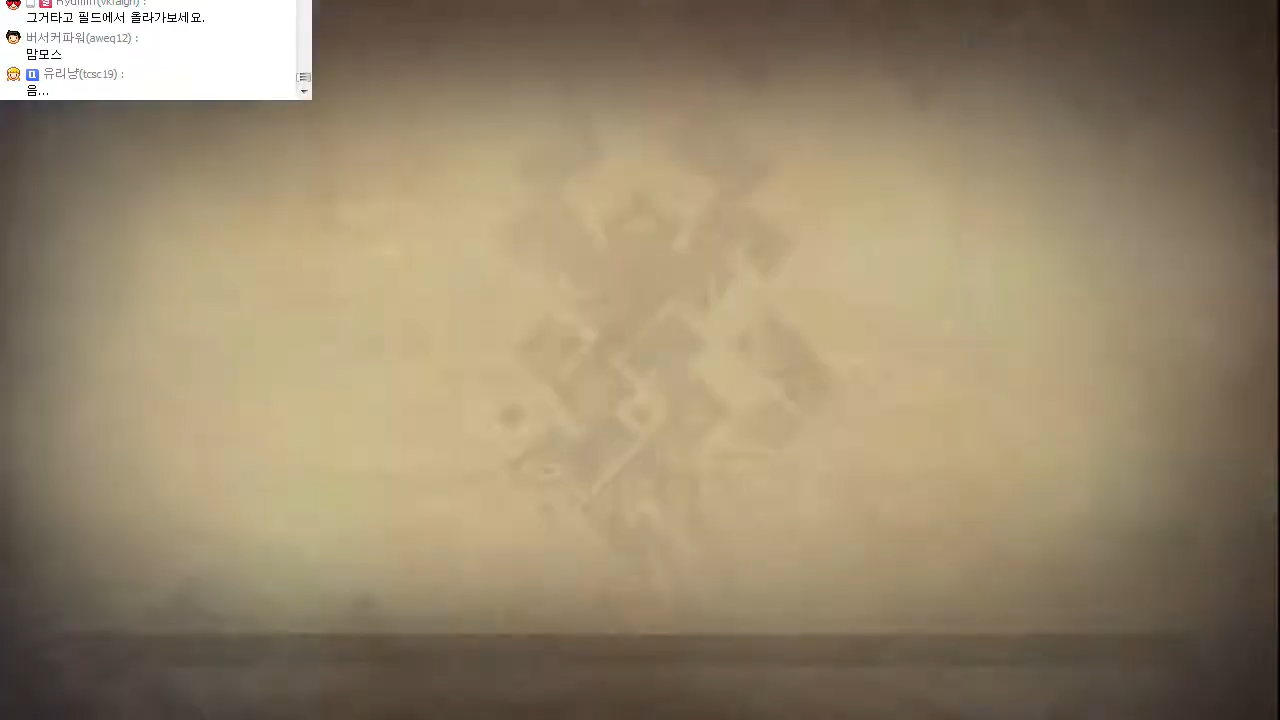 그거타고 필드에서 올라가보세요.
버서커파워(aweq12) :
맘모스
유리냥(tcsc19) :
음...